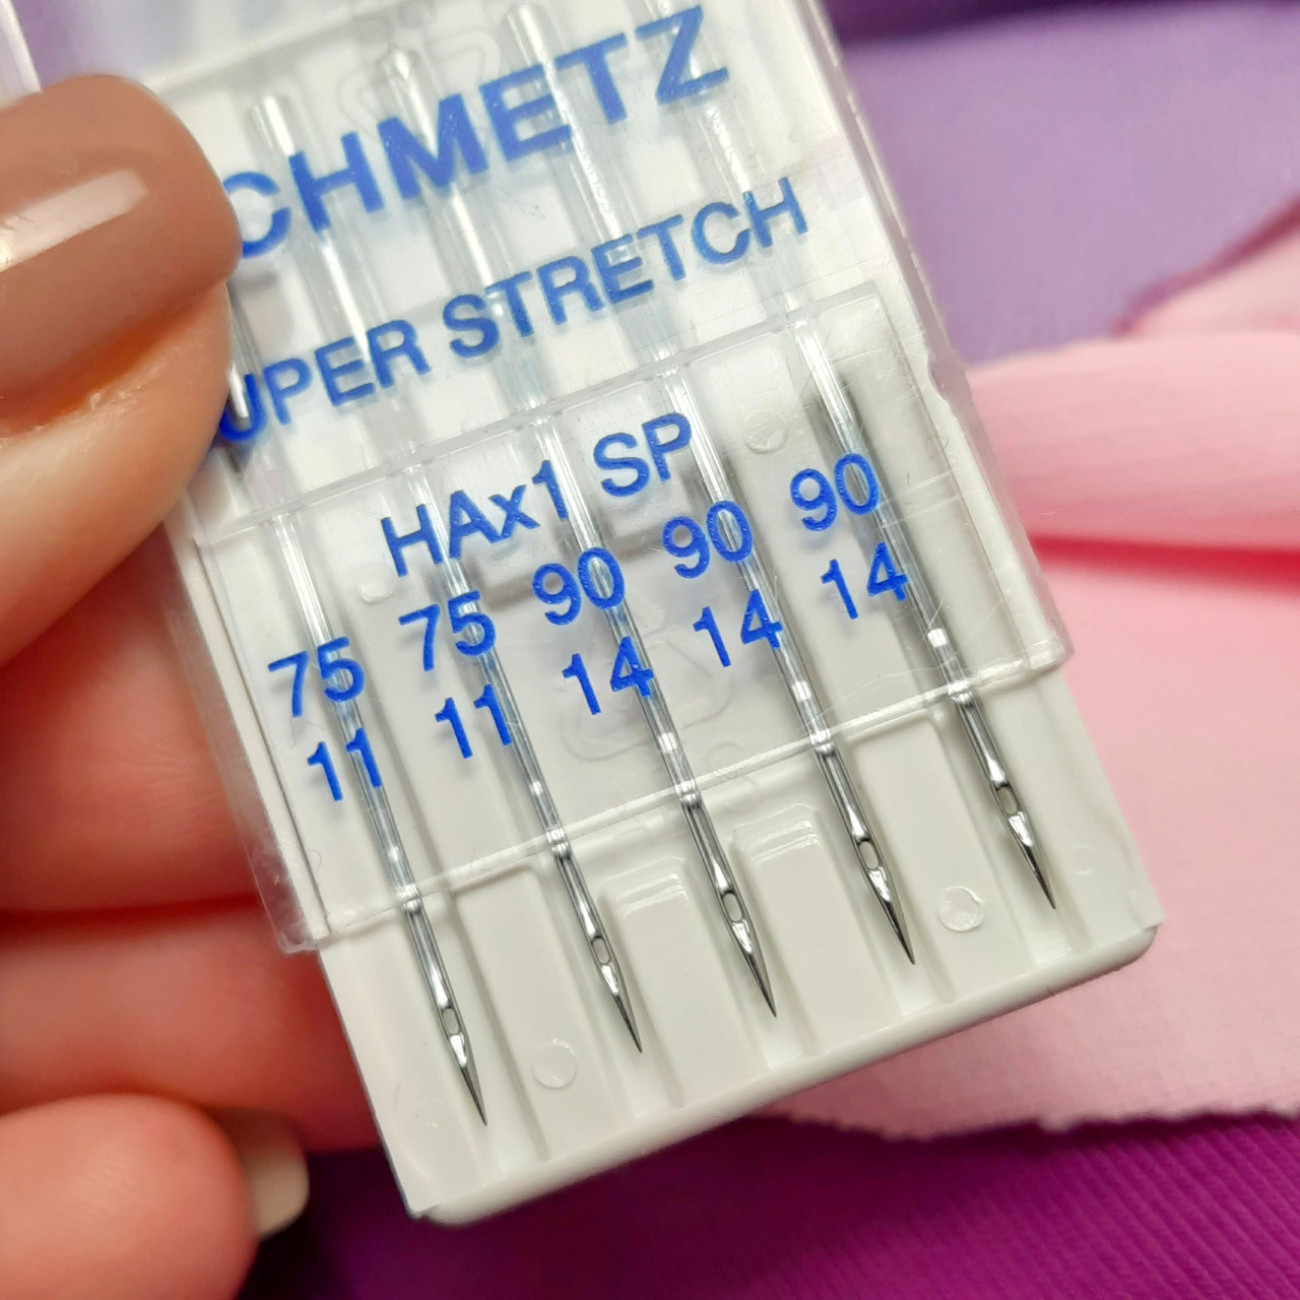 CHMETZ
UPER STRETCH
HAx1 SP
75 75 90 90 90
11 11 14 14 14